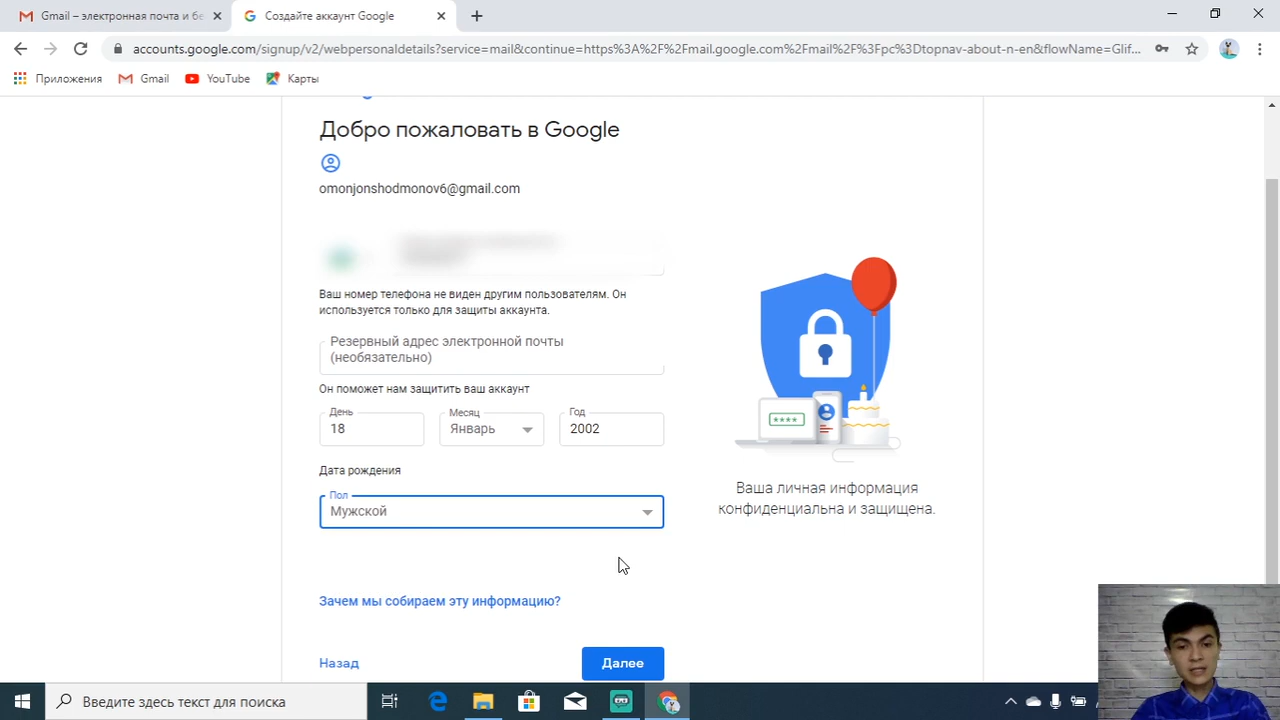 Gmail – электронная почта и бе
Создайте аккаунт Google
accounts.google.com/signup/v2/webpersonaldetails?service=mail&continue=https%3A%2F%2Fmail.google.com%2Fmail%2F%3Fpc%3Dtopnav-about-n-en&flowName=Glif...
Приложения Gmail YouTube Карты
Добро пожаловать в Google
omonjonshodmonov6@gmail.com
Ваш номер телефона не виден другим пользователям. Он
используется только для защиты аккаунта.
Резервный адрес электронной почты
(необязательно)
Он поможет нам защитить ваш аккаунт
День Месяц Год
18 Январь 2002
Дата рождения
Пол
Мужской
Зачем мы собираем эту информацию?
Назад Далее
****
Ваша личная информация
конфиденциальна и защищена.
Введите здесь текст для поиска